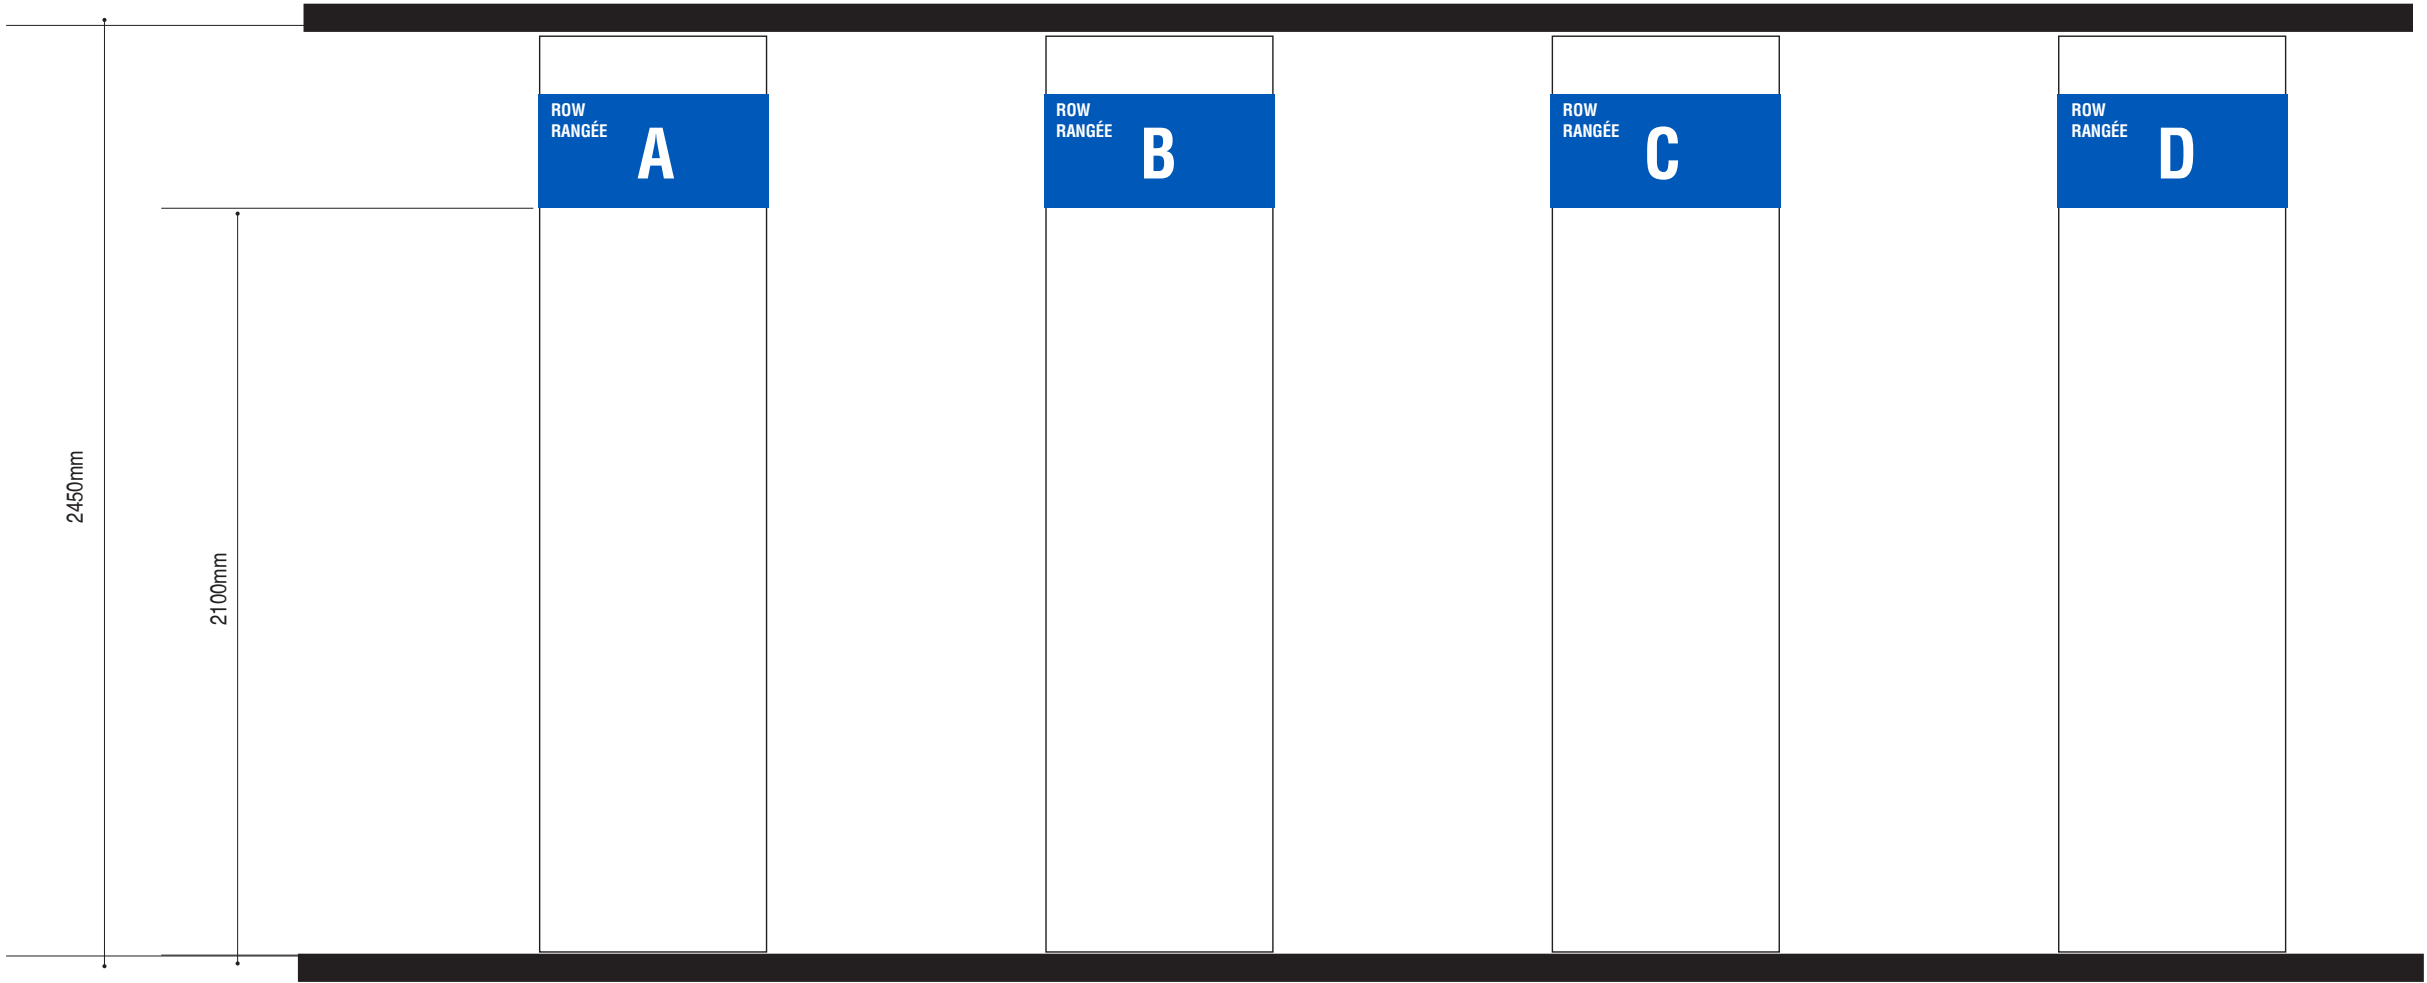 ROW
RANGÉE
A
ROW
RANGÉE
B
ROW
RANGÉE
C
ROW
RANGÉE
D
2450mm
2100mm